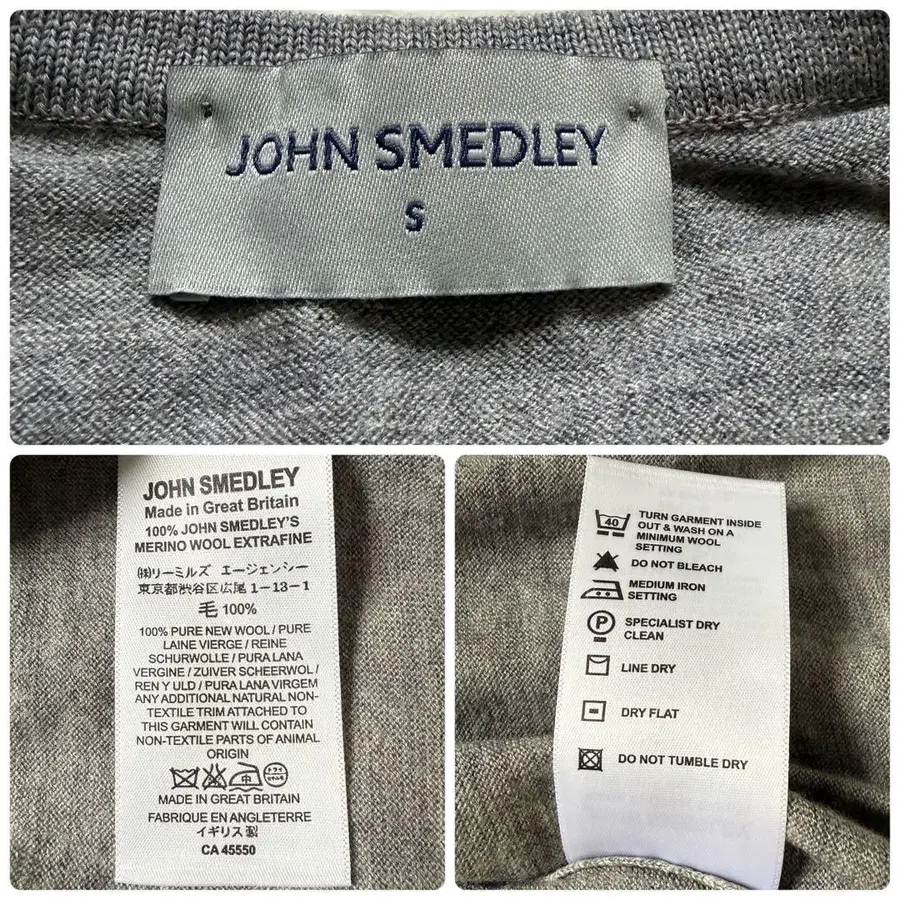 JOHN SMEDLEY
S
JOHN SMEDLEY
Made in Great Britain
100% JOHN SMEDLEY'S
MERINO WOOL EXTRAFINE
㈱リーミルズ エージェンシー
東京都渋谷区広尾 1-13-1
毛 100%
100% PURE NEW WOOL / PURE
LAINE VIERGE / REINE
SCHURWOLLE / PURA LANA
VERGINE / ZUIVER SCHEERWOL /
REN Y ULD / PURA LANA VIRGEM
ANY ADDITIONAL NATURAL NON-
TEXTILE TRIM ATTACHED TO
THIS GARMENT WILL CONTAIN
NON-TEXTILE PARTS OF ANIMAL
ORIGIN
中
ドライ
MADE IN GREAT BRITAIN
FABRIQUE EN ANGLETERRE
イギリス製
CA 45550
40
TURN GARMENT INSIDE
OUT & WASH ON A
MINIMUM WOOL
SETTING
DO NOT BLEACH
MEDIUM IRON
SETTING
P
SPECIALIST DRY
CLEAN
LINE DRY
DRY FLAT
DO NOT TUMBLE DRY